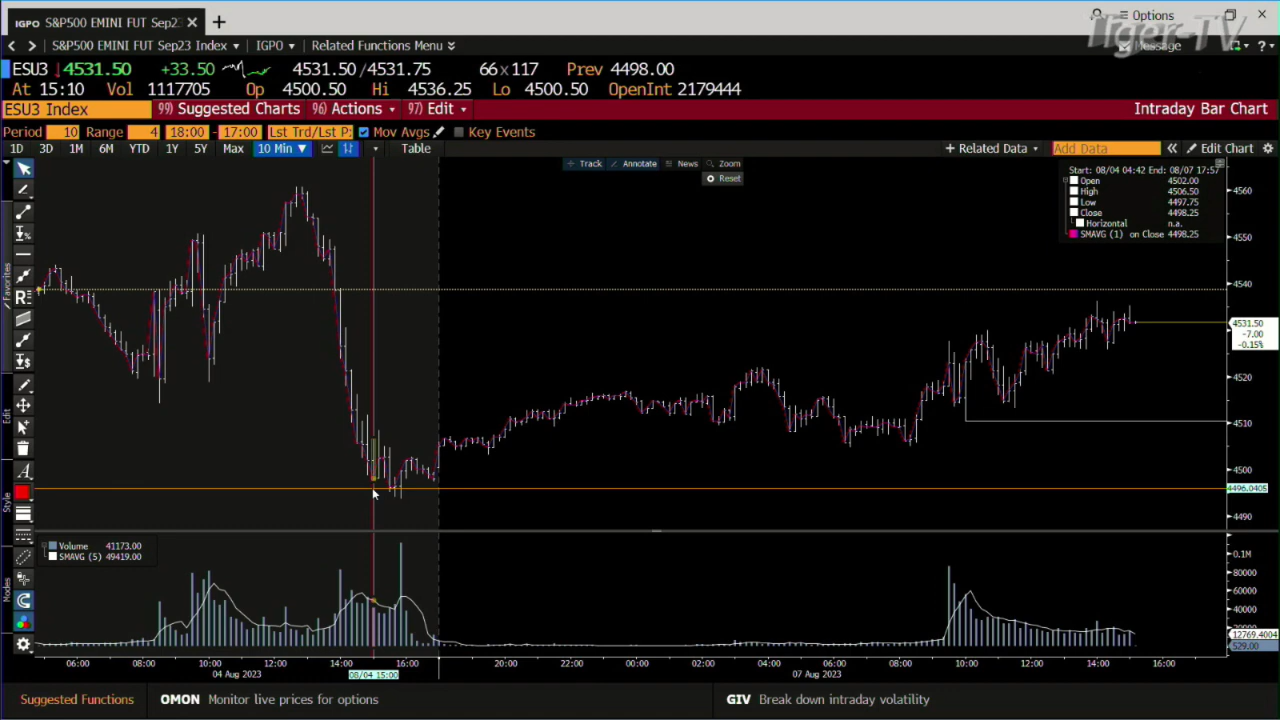 IGPO S&P500 EMINI FUT Sep23 × +
Options
Tiger-TV
S&P500 EMINI FUT Sep23 Index IGPO Related Functions Menu Message ?
ESU3 4531.50 +33.50 4531.50/4531.75 66x117 Prev 4498.00
At 15:10 Vol 1117705 Op 4500.50 Hi 4536.25 Lo 4500.50 OpenInt 2179444
ESU3 Index 99) Suggested Charts 96) Actions 97) Edit Intraday Bar Chart
Period 10 Range 4 18:00 - 17:00 Lst Trd/Lst P: Mov Avgs Key Events
1D 3D 1M 6M YTD 1Y 5Y Max 10 Min ▼ Table + Related Data Add Data « Edit Chart
Track Annotate News Zoom
Reset
Start: 08/04 04:42 End: 08/07 17:57
Open 4502.00
High 4506.50
Low 4497.75
Close 4498.25
Horizontal n.a.
SMAVG (1) on Close 4498.25
Favorites
Edit
Style
Modes
4560
4550
4540
4531.50
-7.00
-0.15%
4520
4510
4500
4496.0405
4490
Volume 41173.00
SMAVG (5) 49419.00
0.1M
80000
60000
40000
20000
12769.4004
529.00
06:00 08:00 10:00 12:00 14:00 16:00 20:00 22:00 00:00 02:00 04:00 06:00 08:00 10:00 12:00 14:00 16:00
04 Aug 2023 08/04 15:00 07 Aug 2023
Suggested Functions OMON Monitor live prices for options GIV Break down intraday volatility